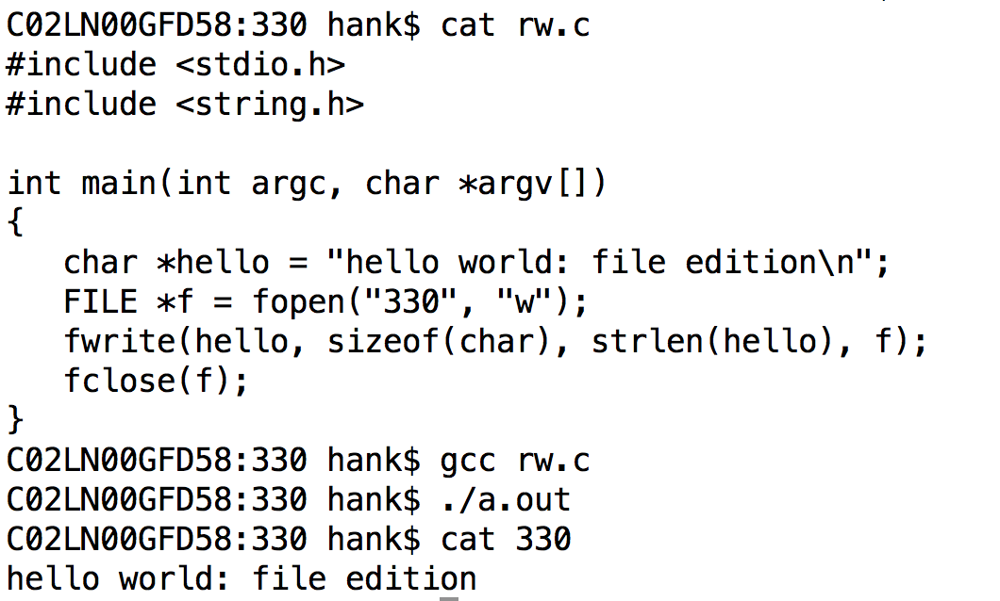 C02LN00GFD58:330 hank$ cat rw.c
#include <stdio.h>
#include <string.h>

int main(int argc, char *argv[])
{
   char *hello = "hello world: file edition\n";
   FILE *f = fopen("330", "w");
   fwrite(hello, sizeof(char), strlen(hello), f);
   fclose(f);
}
C02LN00GFD58:330 hank$ gcc rw.c
C02LN00GFD58:330 hank$ ./a.out
C02LN00GFD58:330 hank$ cat 330
hello world: file edition